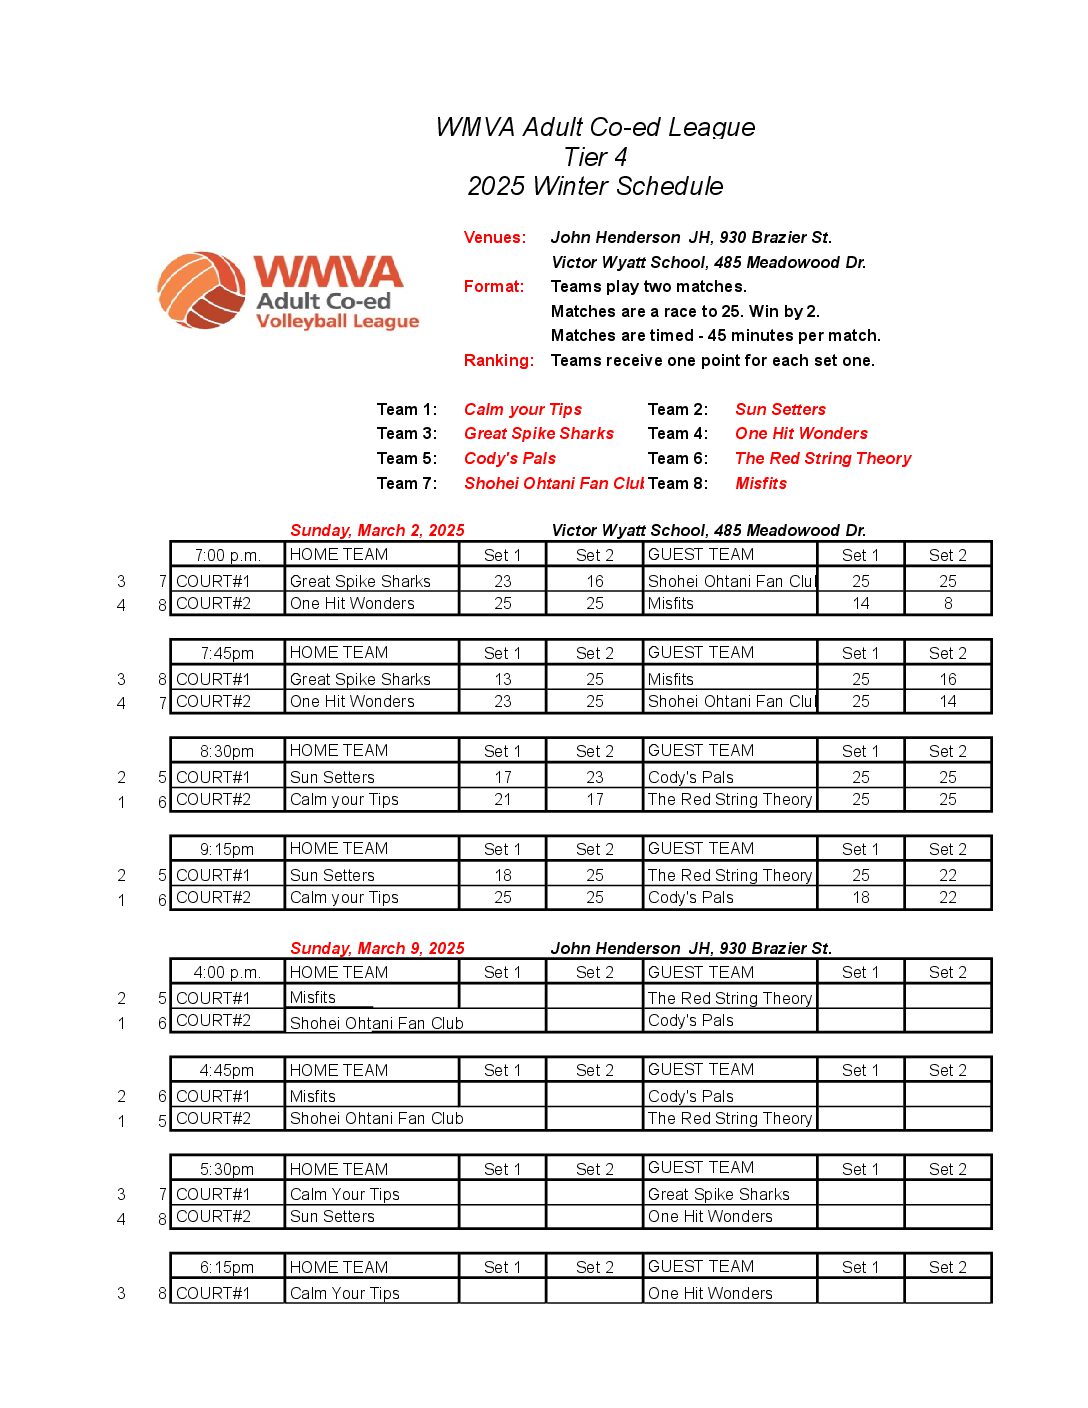 WMVA Adult Co-ed League
Tier 4
2025 Winter Schedule
WMVA
Adult Co-ed
Volleyball League
Venues: John Henderson JH, 930 Brazier St.
Victor Wyatt School, 485 Meadowood Dr.
Format: Teams play two matches.
Matches are a race to 25. Win by 2.
Matches are timed - 45 minutes per match.
Ranking: Teams receive one point for each set one.
Team 1: Calm your Tips Team 2: Sun Setters
Team 3: Great Spike Sharks Team 4: One Hit Wonders
Team 5: Cody's Pals Team 6: The Red String Theory
Team 7: Shohei Ohtani Fan Clu Team 8: Misfits
Sunday, March 2, 2025 Victor Wyatt School, 485 Meadowood Dr.
7:00 p.m. HOME TEAM Set 1 Set 2 GUEST TEAM Set 1 Set 2
3 7 COURT#1 Great Spike Sharks 23 16 Shohei Ohtani Fan Clu 25 25
4 8 COURT#2 One Hit Wonders 25 25 Misfits 14 8
7:45pm HOME TEAM Set 1 Set 2 GUEST TEAM Set 1 Set 2
3 8 COURT#1 Great Spike Sharks 13 25 Misfits 25 16
4 7 COURT#2 One Hit Wonders 23 25 Shohei Ohtani Fan Clu 25 14
8:30pm HOME TEAM Set 1 Set 2 GUEST TEAM Set 1 Set 2
2 5 COURT#1 Sun Setters 17 23 Cody's Pals 25 25
1 6 COURT#2 Calm your Tips 21 17 The Red String Theory 25 25
9:15pm HOME TEAM Set 1 Set 2 GUEST TEAM Set 1 Set 2
2 5 COURT#1 Sun Setters 18 25 The Red String Theory 25 22
1 6 COURT#2 Calm your Tips 25 25 Cody's Pals 18 22
Sunday, March 9, 2025 John Henderson JH, 930 Brazier St.
4:00 p.m. HOME TEAM Set 1 Set 2 GUEST TEAM Set 1 Set 2
2 5 COURT#1 Misfits The Red String Theory
1 6 COURT#2 Shohei Ohtani Fan Club Cody's Pals
4:45pm HOME TEAM Set 1 Set 2 GUEST TEAM Set 1 Set 2
2 6 COURT#1 Misfits Cody's Pals
1 5 COURT#2 Shohei Ohtani Fan Club The Red String Theory
5:30pm HOME TEAM Set 1 Set 2 GUEST TEAM Set 1 Set 2
3 7 COURT#1 Calm Your Tips Great Spike Sharks
4 8 COURT#2 Sun Setters One Hit Wonders
6:15pm HOME TEAM Set 1 Set 2 GUEST TEAM Set 1 Set 2
3 8 COURT#1 Calm Your Tips One Hit Wonders